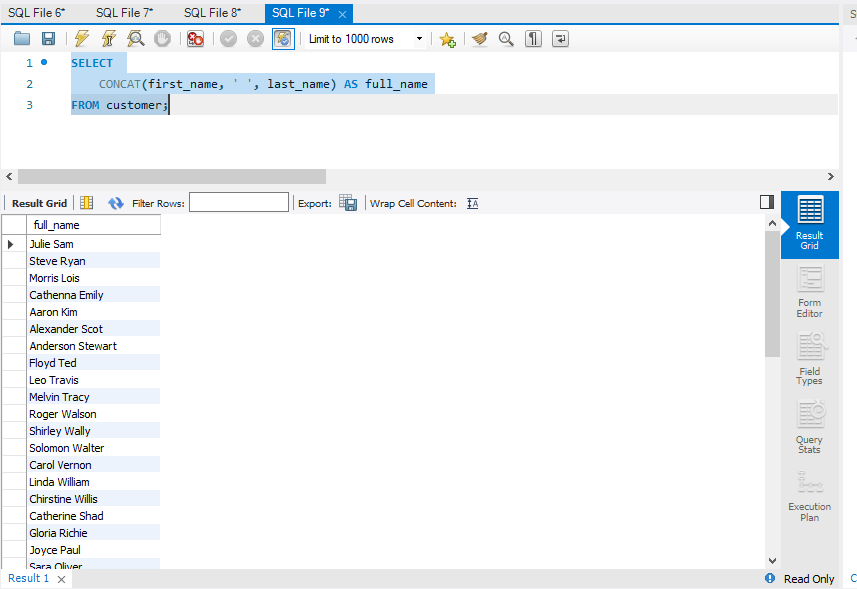 SQL File 6* SQL File 7* SQL File 8* SQL File 9* S
Limit to 1000 rows
1 SELECT
2 CONCAT(first_name, ' ', last_name) AS full_name
3 FROM customer;
Result Grid Filter Rows: Export: Wrap Cell Content: IA
full_name
Julie Sam
Steve Ryan
Morris Lois
Cathenna Emily
Aaron Kim
Alexander Scot
Anderson Stewart
Floyd Ted
Leo Travis
Melvin Tracy
Roger Walson
Shirley Wally
Solomon Walter
Carol Vernon
Linda William
Chirstine Willis
Catherine Shad
Gloria Richie
Joyce Paul
Sara Oliver
Result
Grid
Form
Editor
Field
Types
Query
Stats
Execution
Plan
Result 1 Read Only C